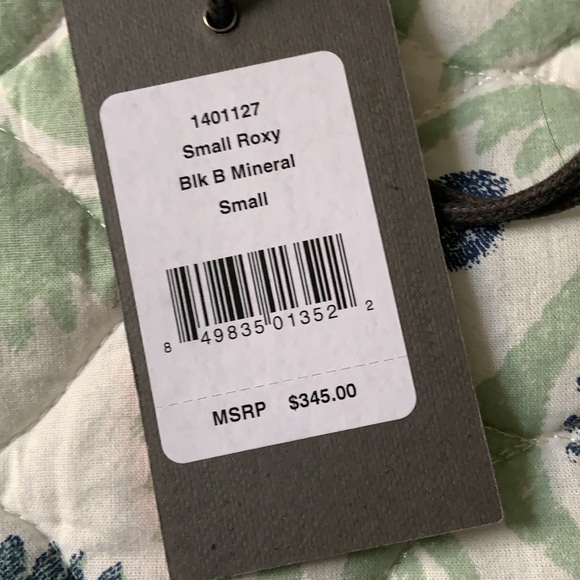 1401127
Small Roxy
Blk B Mineral
Small
8 49835 01352 2
MSRP $345.00